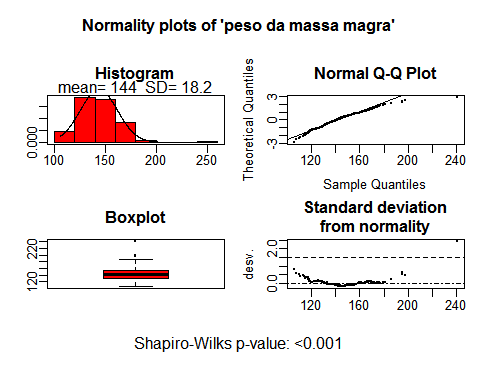 Normality plots of 'peso da massa magra'
Histogram
mean= 144 SD= 18.2
0.000
100 150 200 250
Normal Q-Q Plot
Theoretical Quantiles
-3 0 3
120 160 200 240
Sample Quantiles
Boxplot
120 220
Standard deviation
from normality
desv.
0.0 2.0
120 160 200 240
Shapiro-Wilks p-value: <0.001